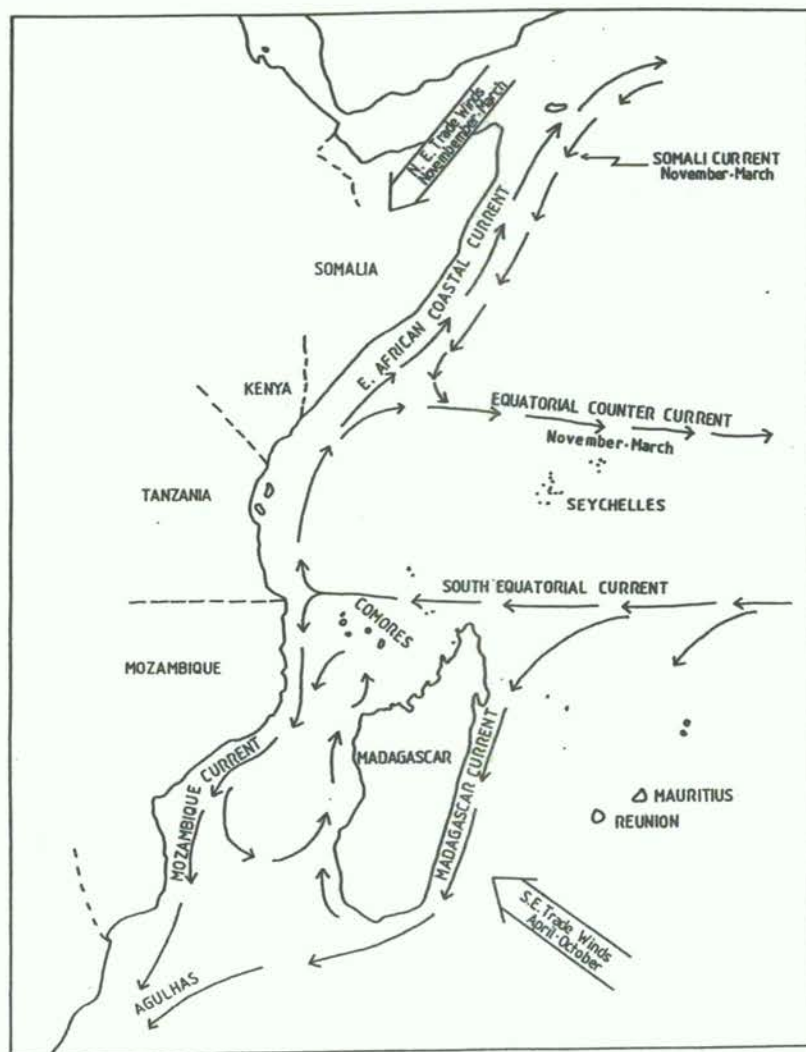 N. E. Trade Winds
Novembember-March
SOMALI CURRENT
November-March
SOMALIA
E. AFRICAN COASTAL CURRENT
KENYA
EQUATORIAL COUNTER CURRENT
November-March
TANZANIA
SEYCHELLES
SOUTH EQUATORIAL CURRENT
COMORES
MOZAMBIQUE
MOZAMBIQUE CURRENT
MADAGASCAR
MADAGASCAR CURRENT
MAURITIUS
REUNION
S.E. Trade Winds
April-October
AGULHAS